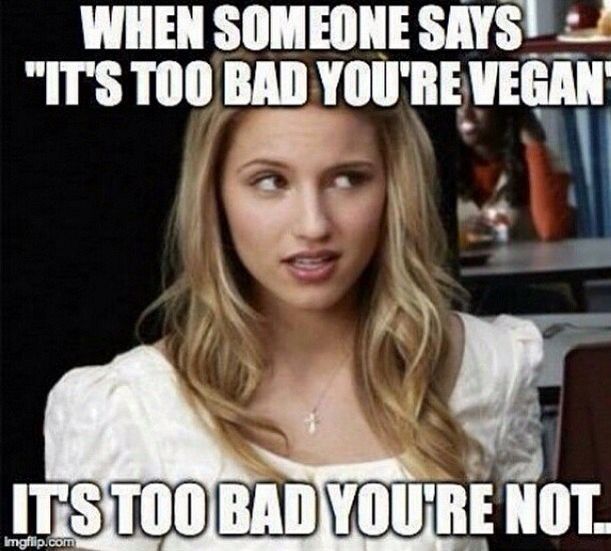 WHEN SOMEONE SAYS
"IT'S TOO BAD YOU'RE VEGAN"
IT'S TOO BAD YOU'RE NOT.
imgflip.com